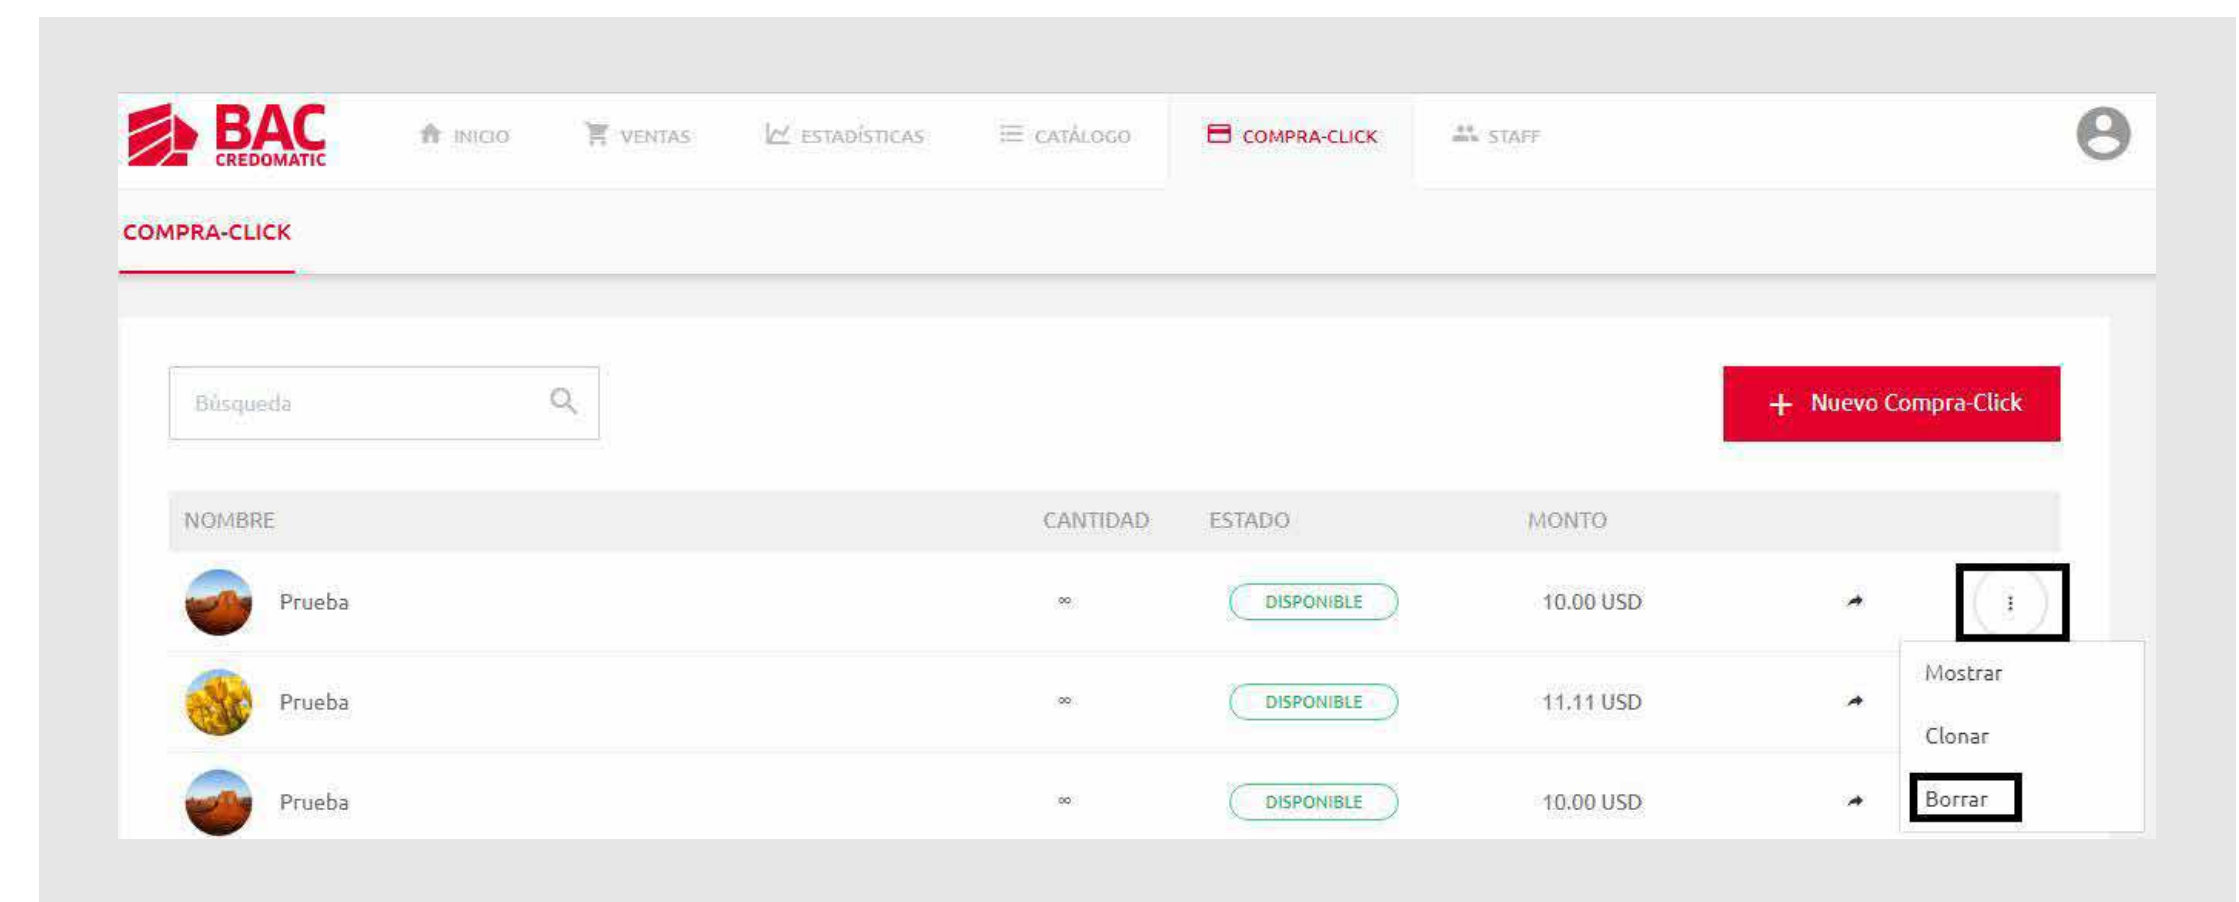 BAC
CREDOMATIC
INICIO
VENTAS
ESTADÍSTICAS
CATÁLOGO
COMPRA-CLICK
STAFF
COMPRA-CLICK
Búsqueda
+ Nuevo Compra-Click
NOMBRE CANTIDAD ESTADO MONTO
Prueba ∞ DISPONIBLE 10.00 USD
Mostrar
Prueba ∞ DISPONIBLE 11.11 USD
Clonar
Prueba ∞ DISPONIBLE 10.00 USD
Borrar